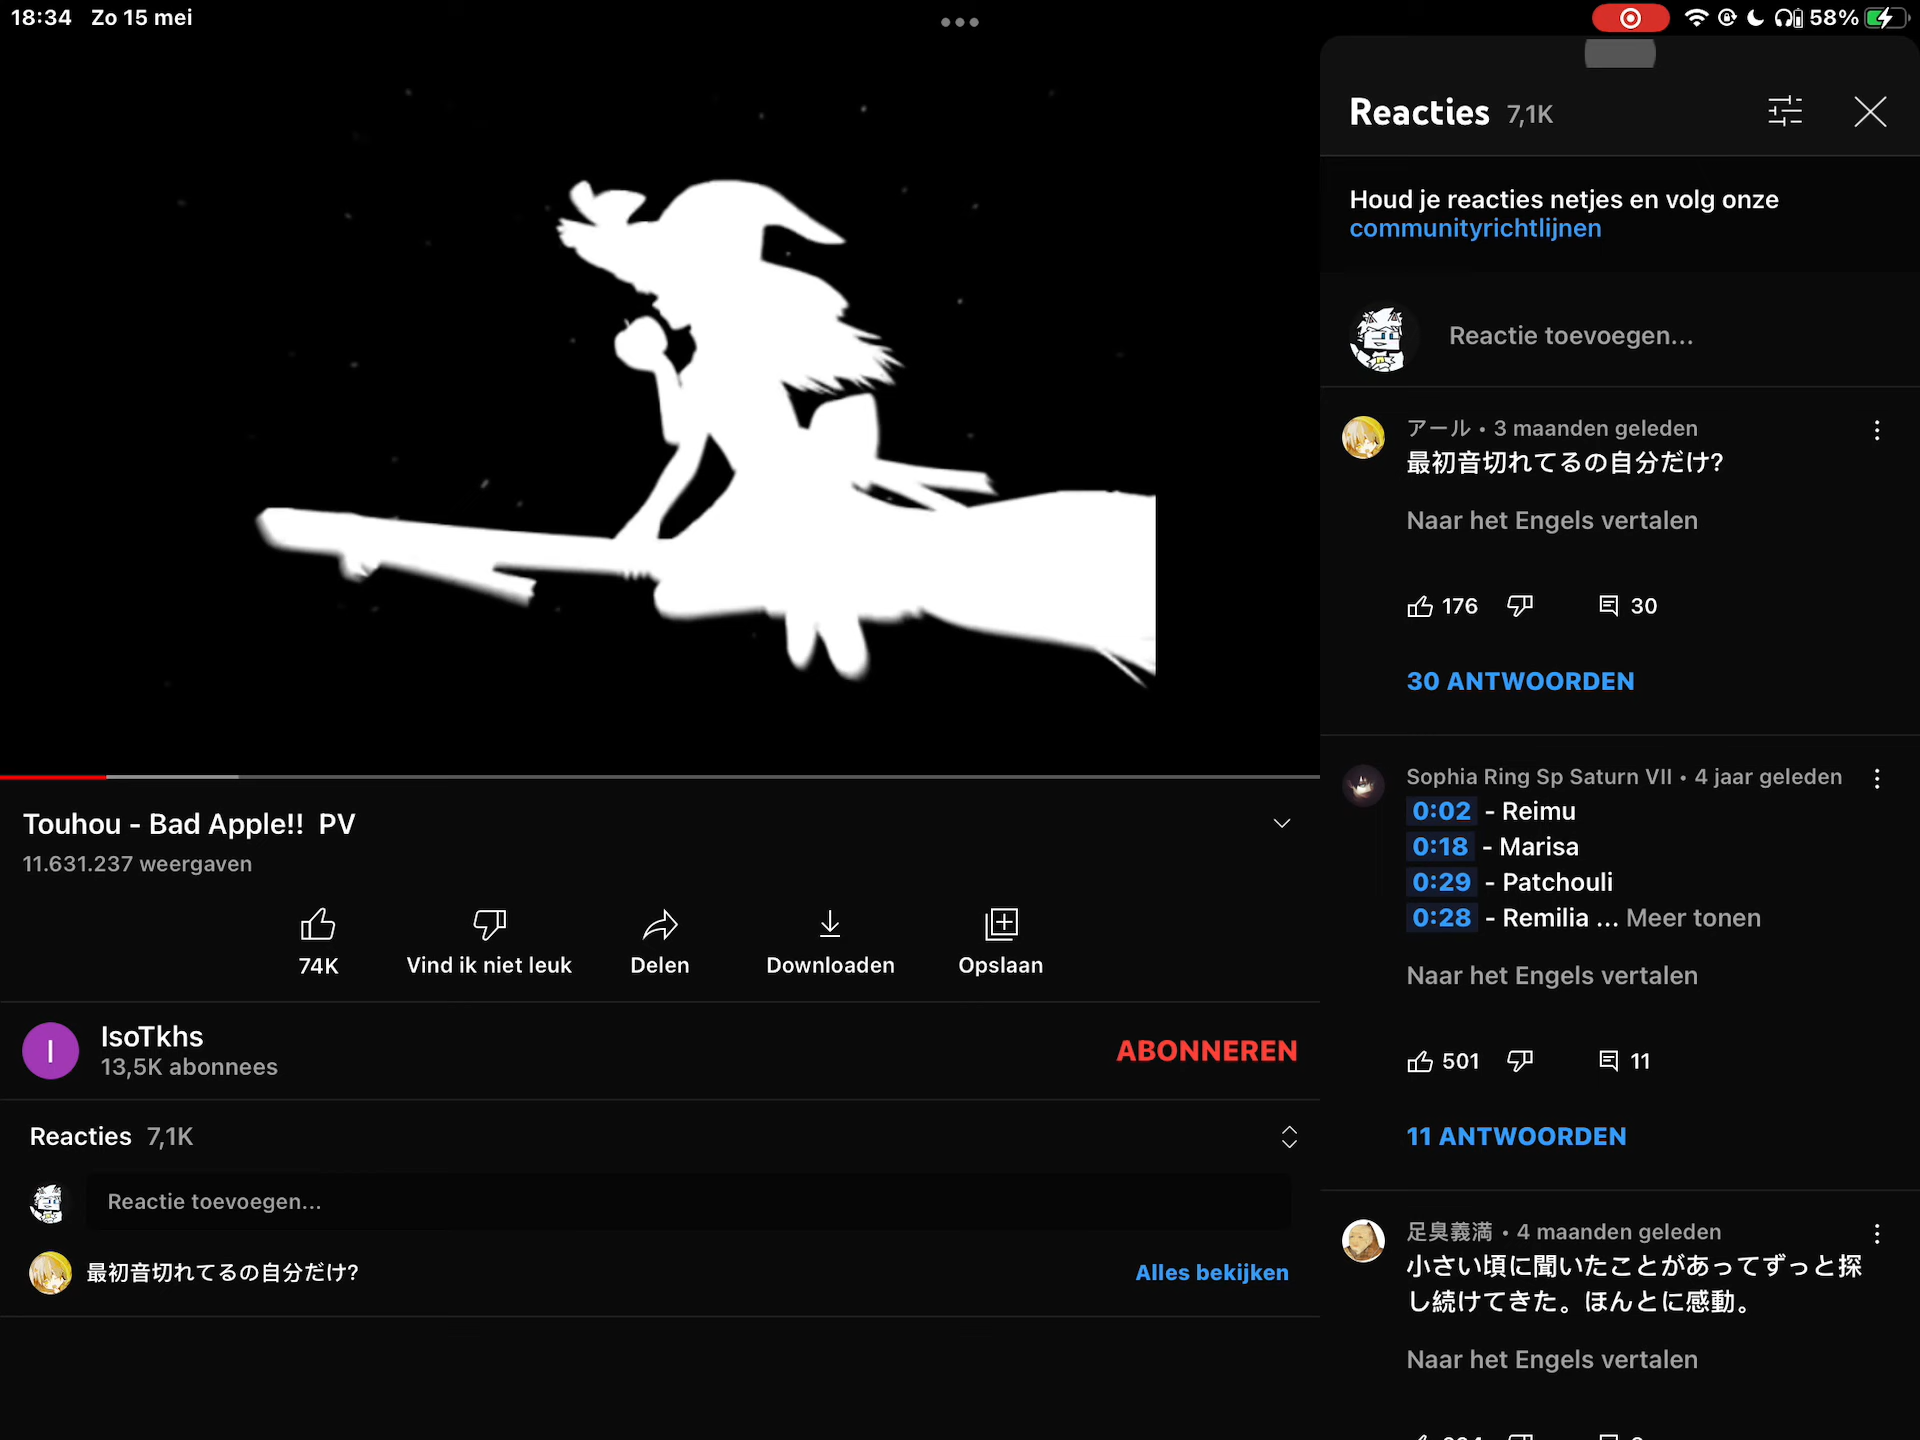 18:34 Zo 15 mei
58%
Touhou - Bad Apple!! PV
11.631.237 weergaven
74K
Vind ik niet leuk
Delen
Downloaden
Opslaan
I
IsoTkhs
13,5K abonnees
ABONNEREN
Reacties 7,1K
Reactie toevoegen...
最初音切れてるの自分だけ?
Alles bekijken
Reacties 7,1K
Houd je reacties netjes en volg onze
communityrichtlijnen
Reactie toevoegen...
アール • 3 maanden geleden
最初音切れてるの自分だけ?
Naar het Engels vertalen
176 30
30 ANTWOORDEN
Sophia Ring Sp Saturn VII • 4 jaar geleden
0:02 - Reimu
0:18 - Marisa
0:29 - Patchouli
0:28 - Remilia ... Meer tonen
Naar het Engels vertalen
501 11
11 ANTWOORDEN
足臭義満 • 4 maanden geleden
小さい頃に聞いたことがあってずっと探
し続けてきた。ほんとに感動。
Naar het Engels vertalen